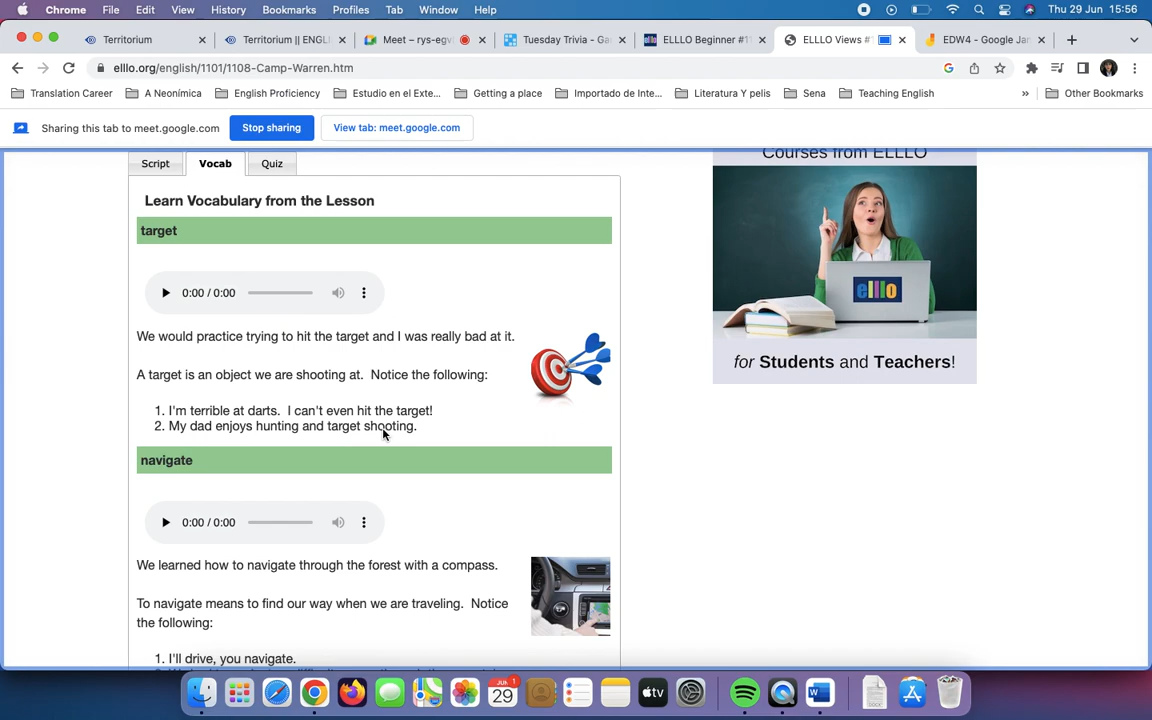 Chrome File Edit View History Bookmarks Profiles Tab Window Help Thu 29 Jun 15:56
Territorium Territorium || ENGLI Meet – rys-egv Tuesday Trivia - Ga ELLLO Beginner #1 ELLLO Views #1 EDW4 - Google Jam
elllo.org/english/1101/1108-Camp-Warren.htm
Translation Career A Neonímica English Proficiency Estudio en el Exte... Getting a place Importado de Inte... Literatura Y pelis Sena Teaching English » Other Bookmarks
Sharing this tab to meet.google.com Stop sharing View tab: meet.google.com
Script Vocab Quiz
Learn Vocabulary from the Lesson
target
0:00 / 0:00
We would practice trying to hit the target and I was really bad at it.
A target is an object we are shooting at. Notice the following:
1. I'm terrible at darts. I can't even hit the target!
2. My dad enjoys hunting and target shooting.
navigate
0:00 / 0:00
We learned how to navigate through the forest with a compass.
To navigate means to find our way when we are traveling. Notice
the following:
1. I'll drive, you navigate.
Courses from ELLLO
elllo
for Students and Teachers!
JUN 1
29
tv